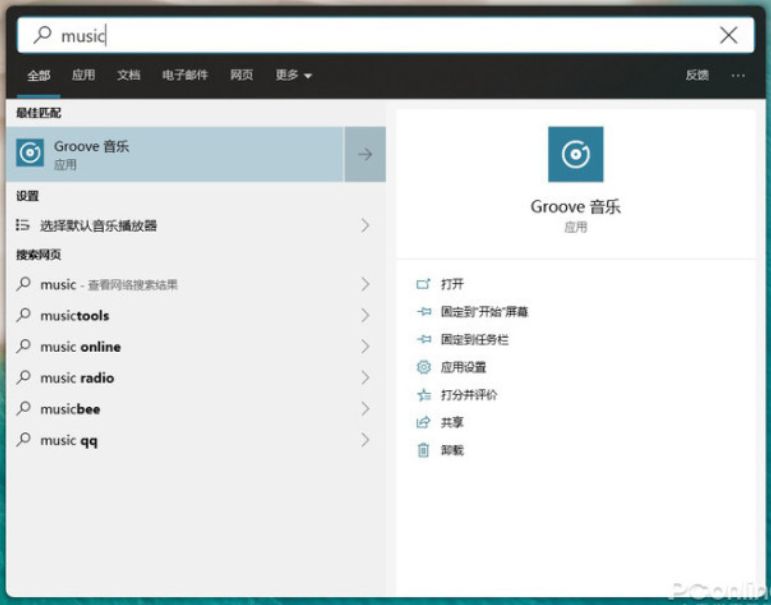 music
全部 应用 文档 电子邮件 网页 更多 反馈 ···
最佳匹配
Groove 音乐
应用
设置
选择默认音乐播放器
搜索网页
music - 查看网络搜索结果
musictools
music online
music radio
musicbee
music qq
Groove 音乐
应用
打开
固定到"开始"屏幕
固定到任务栏
应用设置
打分并评价
共享
卸载
PConlin